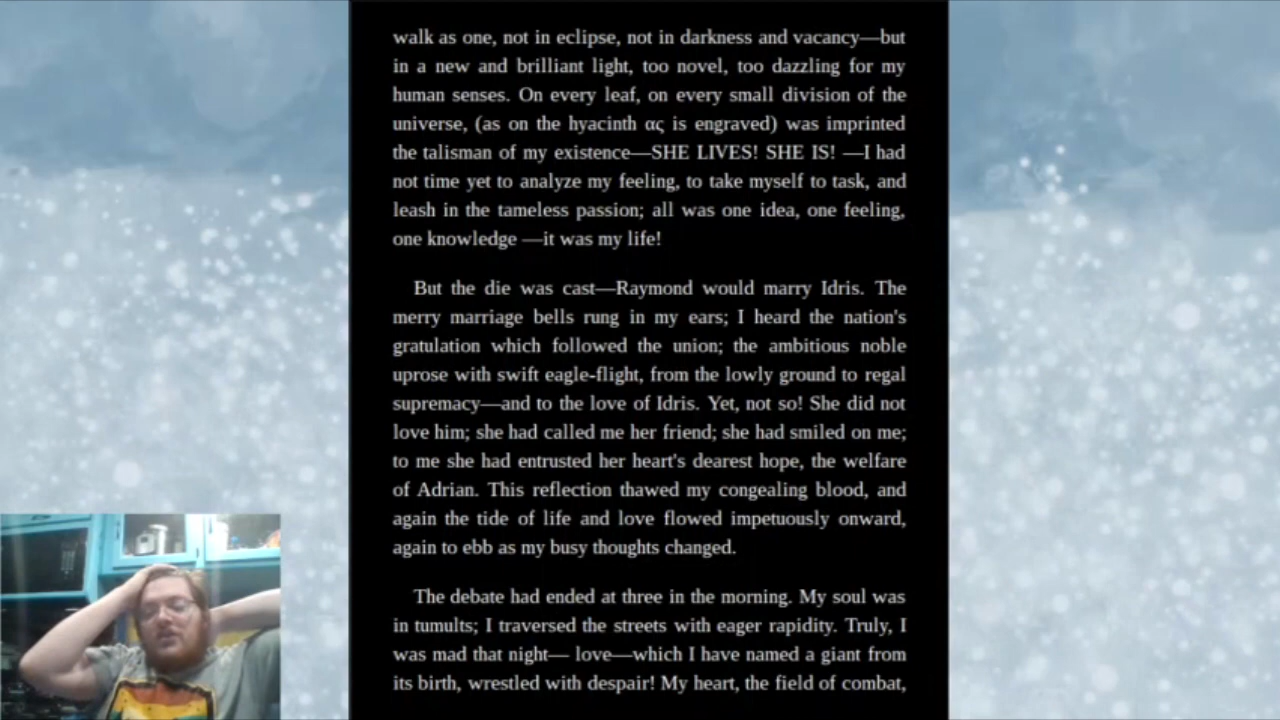 walk as one, not in eclipse, not in darkness and vacancy—but
in a new and brilliant light, too novel, too dazzling for my
human senses. On every leaf, on every small division of the
universe, (as on the hyacinth ας is engraved) was imprinted
the talisman of my existence—SHE LIVES! SHE IS! —I had
not time yet to analyze my feeling, to take myself to task, and
leash in the tameless passion; all was one idea, one feeling,
one knowledge —it was my life!
But the die was cast—Raymond would marry Idris. The
merry marriage bells rung in my ears; I heard the nation's
gratulation which followed the union; the ambitious noble
uprose with swift eagle-flight, from the lowly ground to regal
supremacy—and to the love of Idris. Yet, not so! She did not
love him; she had called me her friend; she had smiled on me;
to me she had entrusted her heart's dearest hope, the welfare
of Adrian. This reflection thawed my congealing blood, and
again the tide of life and love flowed impetuously onward,
again to ebb as my busy thoughts changed.
The debate had ended at three in the morning. My soul was
in tumults; I traversed the streets with eager rapidity. Truly, I
was mad that night— love—which I have named a giant from
its birth, wrestled with despair! My heart, the field of combat,